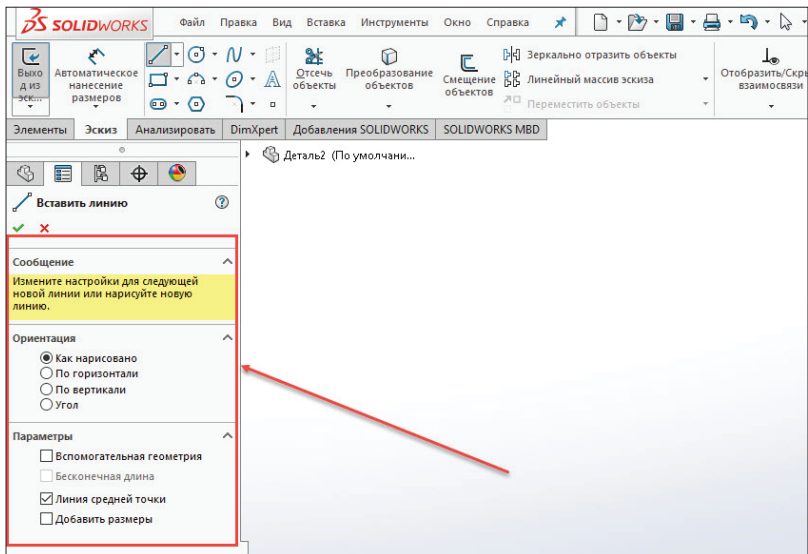 SOLIDWORKS Файл Правка Вид Вставка Инструменты Окно Справка
Выхо
д из
эск...
Автоматическое
нанесение
размеров
Отсечь
объекты
Преобразование
объектов
Смещение
объектов
Зеркально отразить объекты
Линейный массив эскиза
Переместить объекты
Отобразить/Скры
взаимосвязи
Элементы Эскиз Анализировать DimXpert Добавления SOLIDWORKS SOLIDWORKS MBD
Деталь2 (По умолчани...
Вставить линию
Сообщение
Измените настройки для следующей
новой линии или нарисуйте новую
линию.
Ориентация
Как нарисовано
По горизонтали
По вертикали
Угол
Параметры
Вспомогательная геометрия
Бесконечная длина
Линия средней точки
Добавить размеры